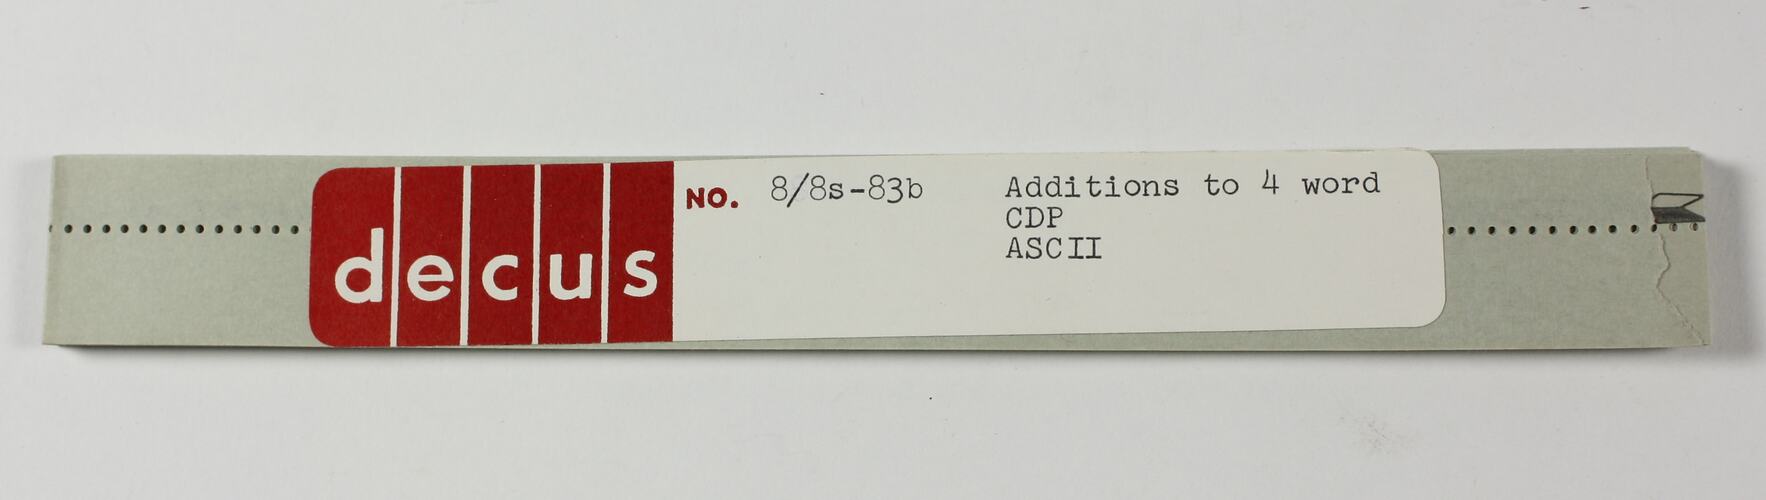 decus NO. 8/8s-83b Additions to 4 word
CDP
ASCII